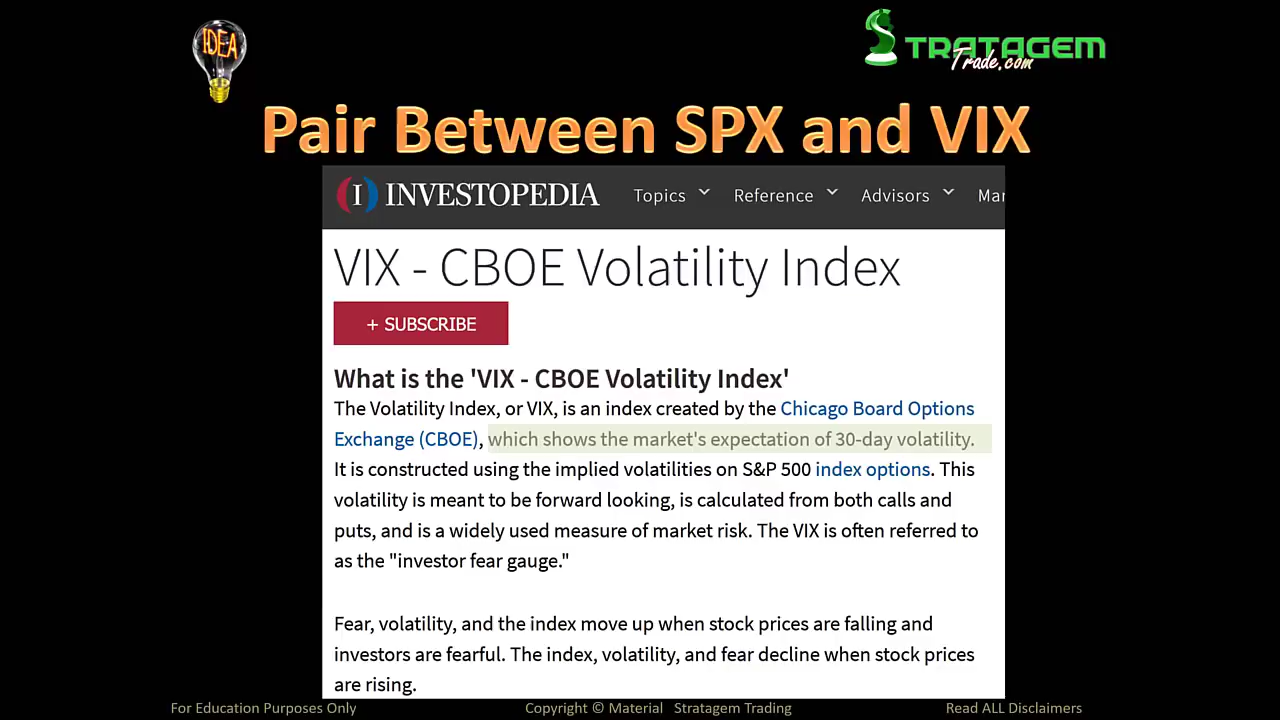 IDEA
STRATAGEM
Trade.com
Pair Between SPX and VIX
INVESTOPEDIA Topics Reference Advisors Mar
VIX - CBOE Volatility Index
+ SUBSCRIBE
What is the 'VIX - CBOE Volatility Index'
The Volatility Index, or VIX, is an index created by the Chicago Board Options
Exchange (CBOE), which shows the market's expectation of 30-day volatility.
It is constructed using the implied volatilities on S&P 500 index options. This
volatility is meant to be forward looking, is calculated from both calls and
puts, and is a widely used measure of market risk. The VIX is often referred to
as the "investor fear gauge."
Fear, volatility, and the index move up when stock prices are falling and
investors are fearful. The index, volatility, and fear decline when stock prices
are rising.
For Education Purposes Only Copyright © Material Stratagem Trading Read ALL Disclaimers